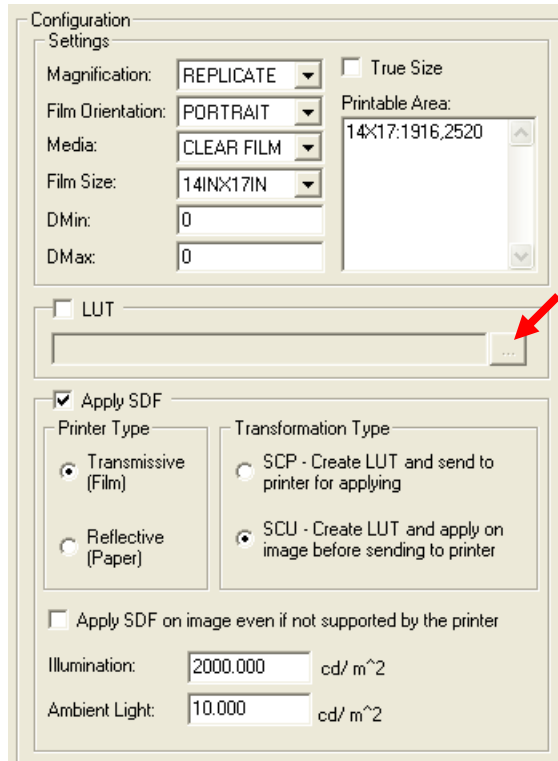 Configuration
Settings
Magnification: REPLICATE
True Size
Film Orientation: PORTRAIT
Printable Area:
Media: CLEAR FILM
14X17:1916,2520
Film Size: 14INX17IN
DMin: 0
DMax: 0
LUT
...
Apply SDF
Printer Type
Transmissive
(Film)
Reflective
(Paper)
Transformation Type
SCP - Create LUT and send to
printer for applying
SCU - Create LUT and apply on
image before sending to printer
Apply SDF on image even if not supported by the printer
Illumination: 2000.000 cd/ m^2
Ambient Light: 10.000 cd/ m^2